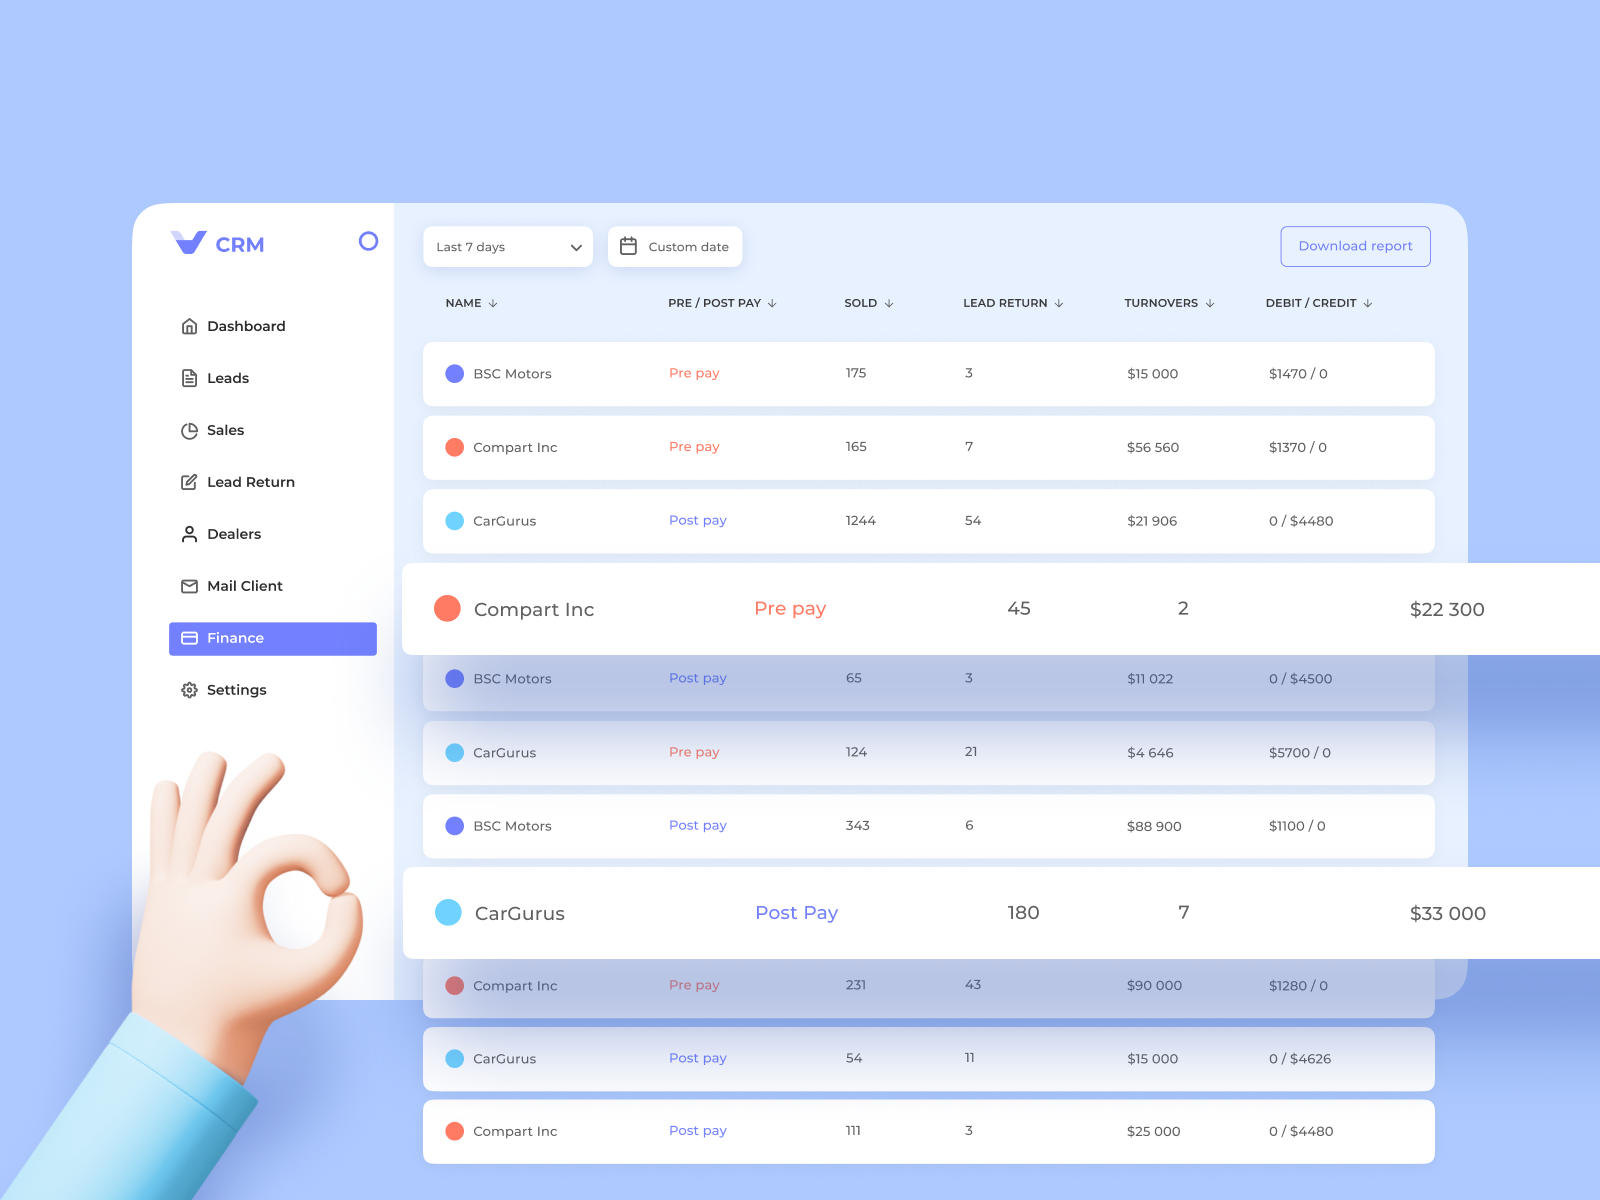 CRM
Dashboard
Leads
Sales
Lead Return
Dealers
Mail Client
Finance
Settings
Last 7 days Custom date Download report
NAME PRE / POST PAY SOLD LEAD RETURN TURNOVERS DEBIT / CREDIT
BSC Motors Pre pay 175 3 $15 000 $1470 / 0
Compart Inc Pre pay 165 7 $56 560 $1370 / 0
CarGurus Post pay 1244 54 $21 906 0 / $4480
Compart Inc Pre pay 45 2 $22 300
BSC Motors Post pay 65 3 $11 022 0 / $4500
CarGurus Pre pay 124 21 $4 646 $5700 / 0
BSC Motors Post pay 343 6 $88 900 $1100 / 0
CarGurus Post Pay 180 7 $33 000
Compart Inc Pre pay 231 43 $90 000 $1280 / 0
CarGurus Post pay 54 11 $15 000 0 / $4626
Compart Inc Post pay 111 3 $25 000 0 / $4480